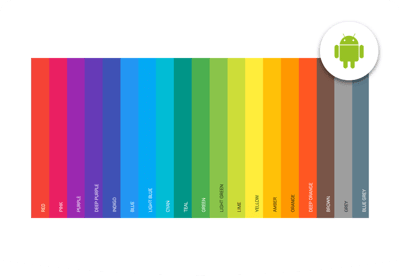 RED
PINK
PURPLE
DEEP PURPLE
INDIGO
BLUE
LIGHT BLUE
CYAN
TEAL
GREEN
LIGHT GREEN
LIME
YELLOW
AMBER
ORANGE
DEEP ORANGE
BROWN
GREY
BLUE GREY